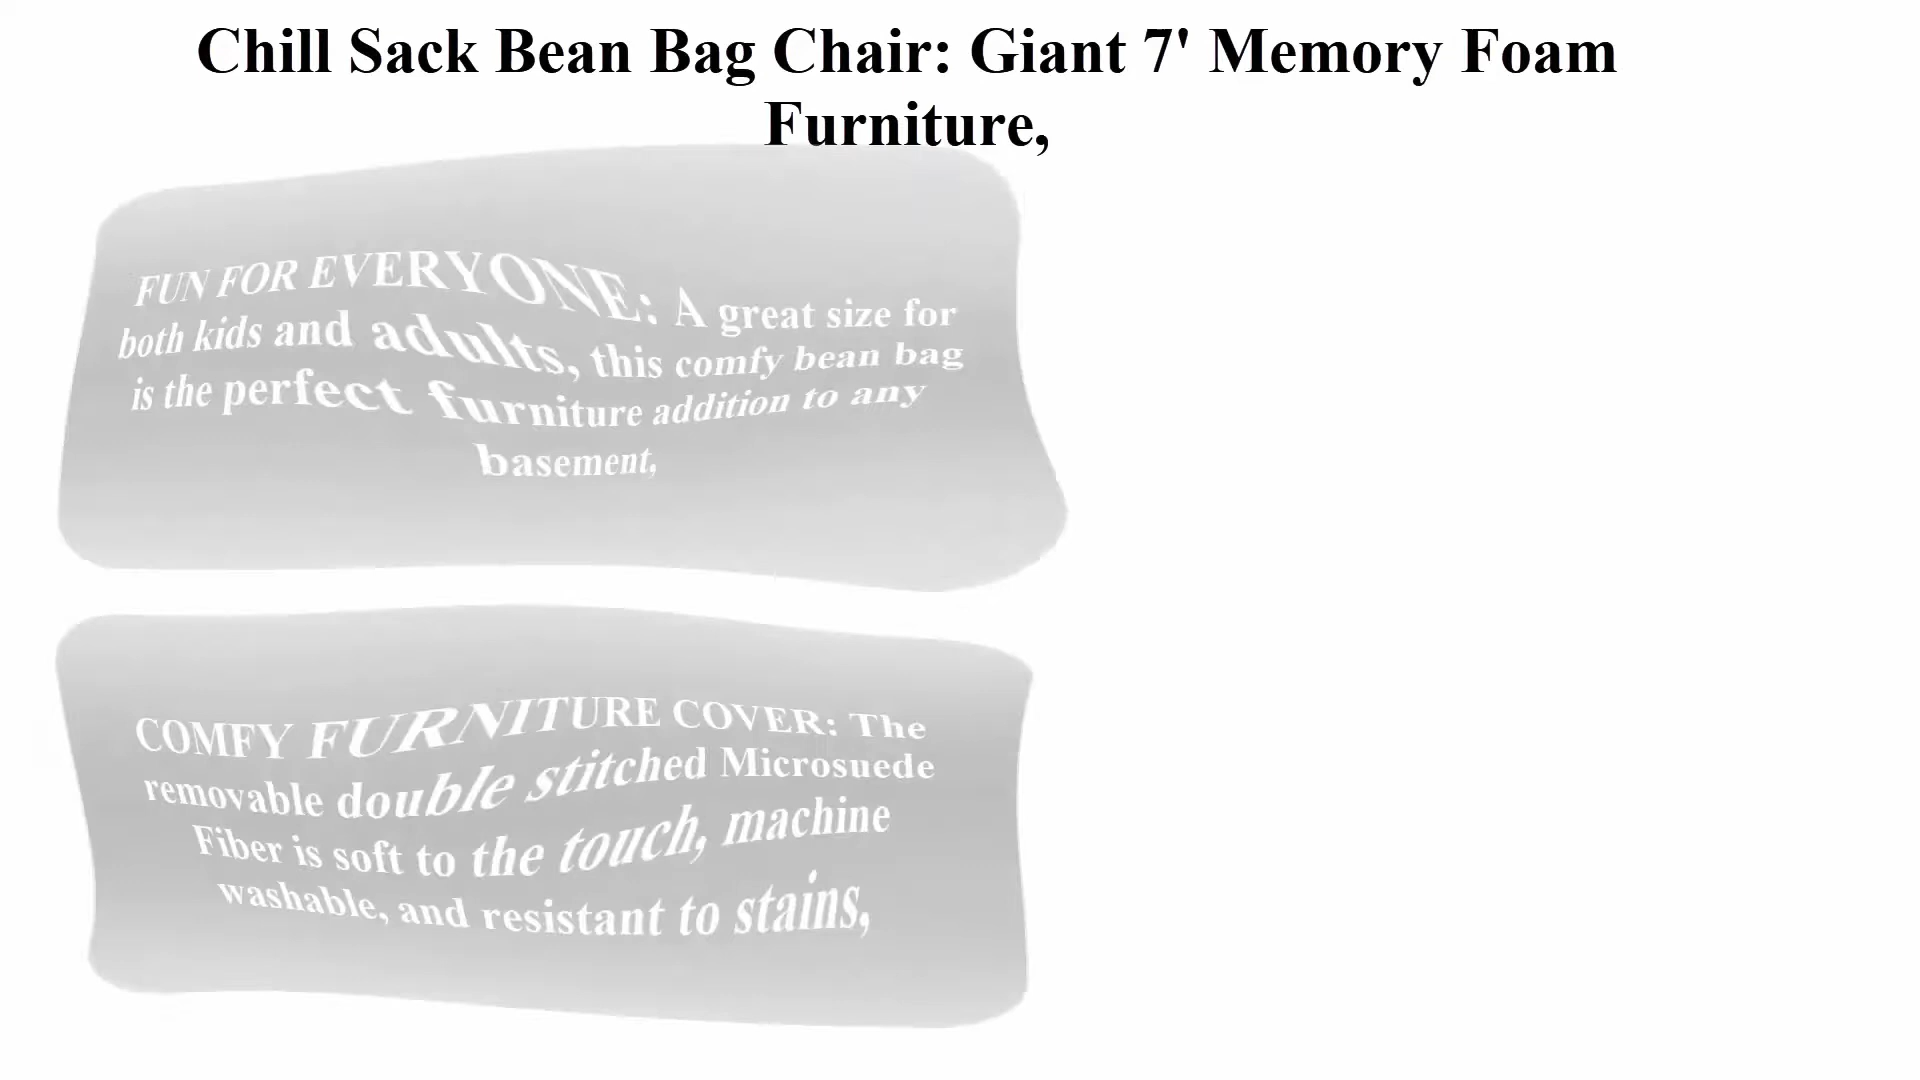 Chill Sack Bean Bag Chair: Giant 7' Memory Foam
Furniture,
FUN FOR EVERYONE: A great size for
both kids and adults, this comfy bean bag
is the perfect furniture addition to any
basement,
COMFY FURNITURE COVER: The
removable double stitched Microsuede
Fiber is soft to the touch, machine
washable, and resistant to stains,